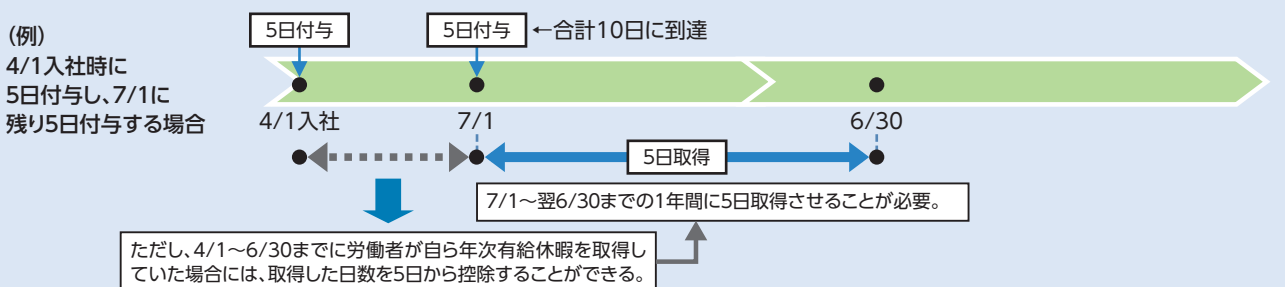 (例)
4/1入社時に
5日付与し、7/1に
残り5日付与する場合
5日付与
5日付与
←合計10日に到達
4/1入社
7/1
6/30
5日取得
7/1～翌6/30までの1年間に5日取得させることが必要。
ただし、4/1～6/30までに労働者が自ら年次有給休暇を取得し
ていた場合には、取得した日数を5日から控除することができる。